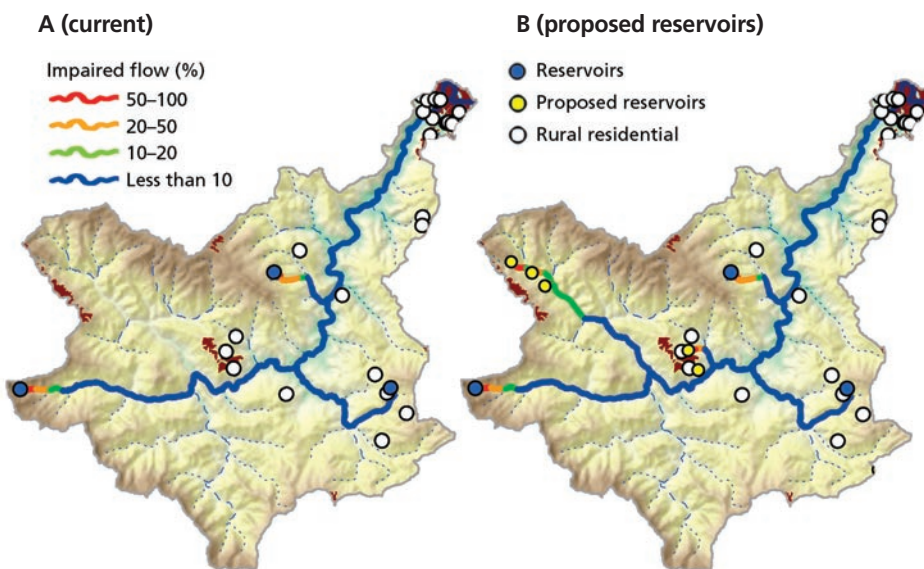 A (current)
B (proposed reservoirs)
Impaired flow (%)
50–100
20–50
10–20
Less than 10
Reservoirs
Proposed reservoirs
Rural residential